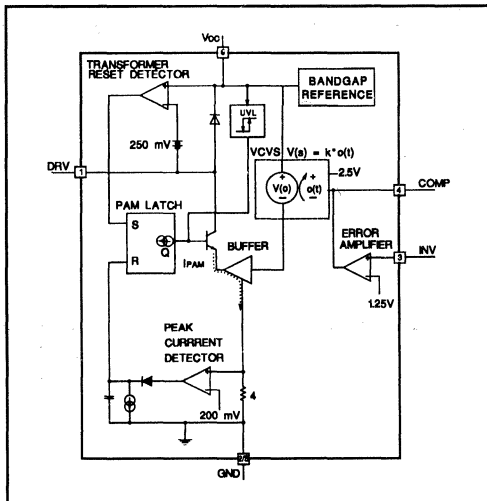 Vcc
6
TRANSFORMER
RESET DETECTOR
BANDGAP
REFERENCE
UVL
250 mV
VCVS V(s) = k*o(t)
DRV
1
2.5V
V(o)
o(t)
4
COMP
PAM LATCH
S
Q
R
BUFFER
IPAM
ERROR
AMPLIFIER
3
INV
1.25V
PEAK
CURRRENT
DETECTOR
4
200 mV
GND